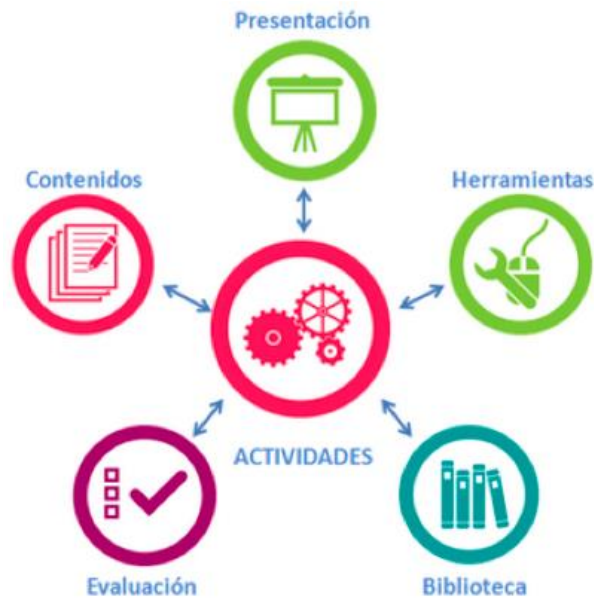 Presentación
Contenidos
Herramientas
ACTIVIDADES
Evaluación
Biblioteca